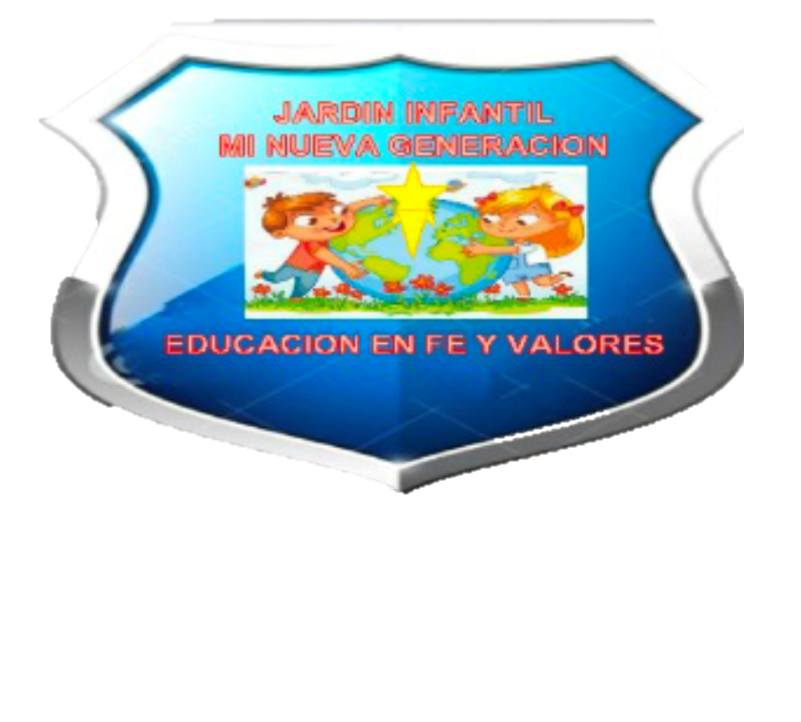 JARDIN INFANTIL
MI NUEVA GENERACION
EDUCACION EN FE Y VALORES